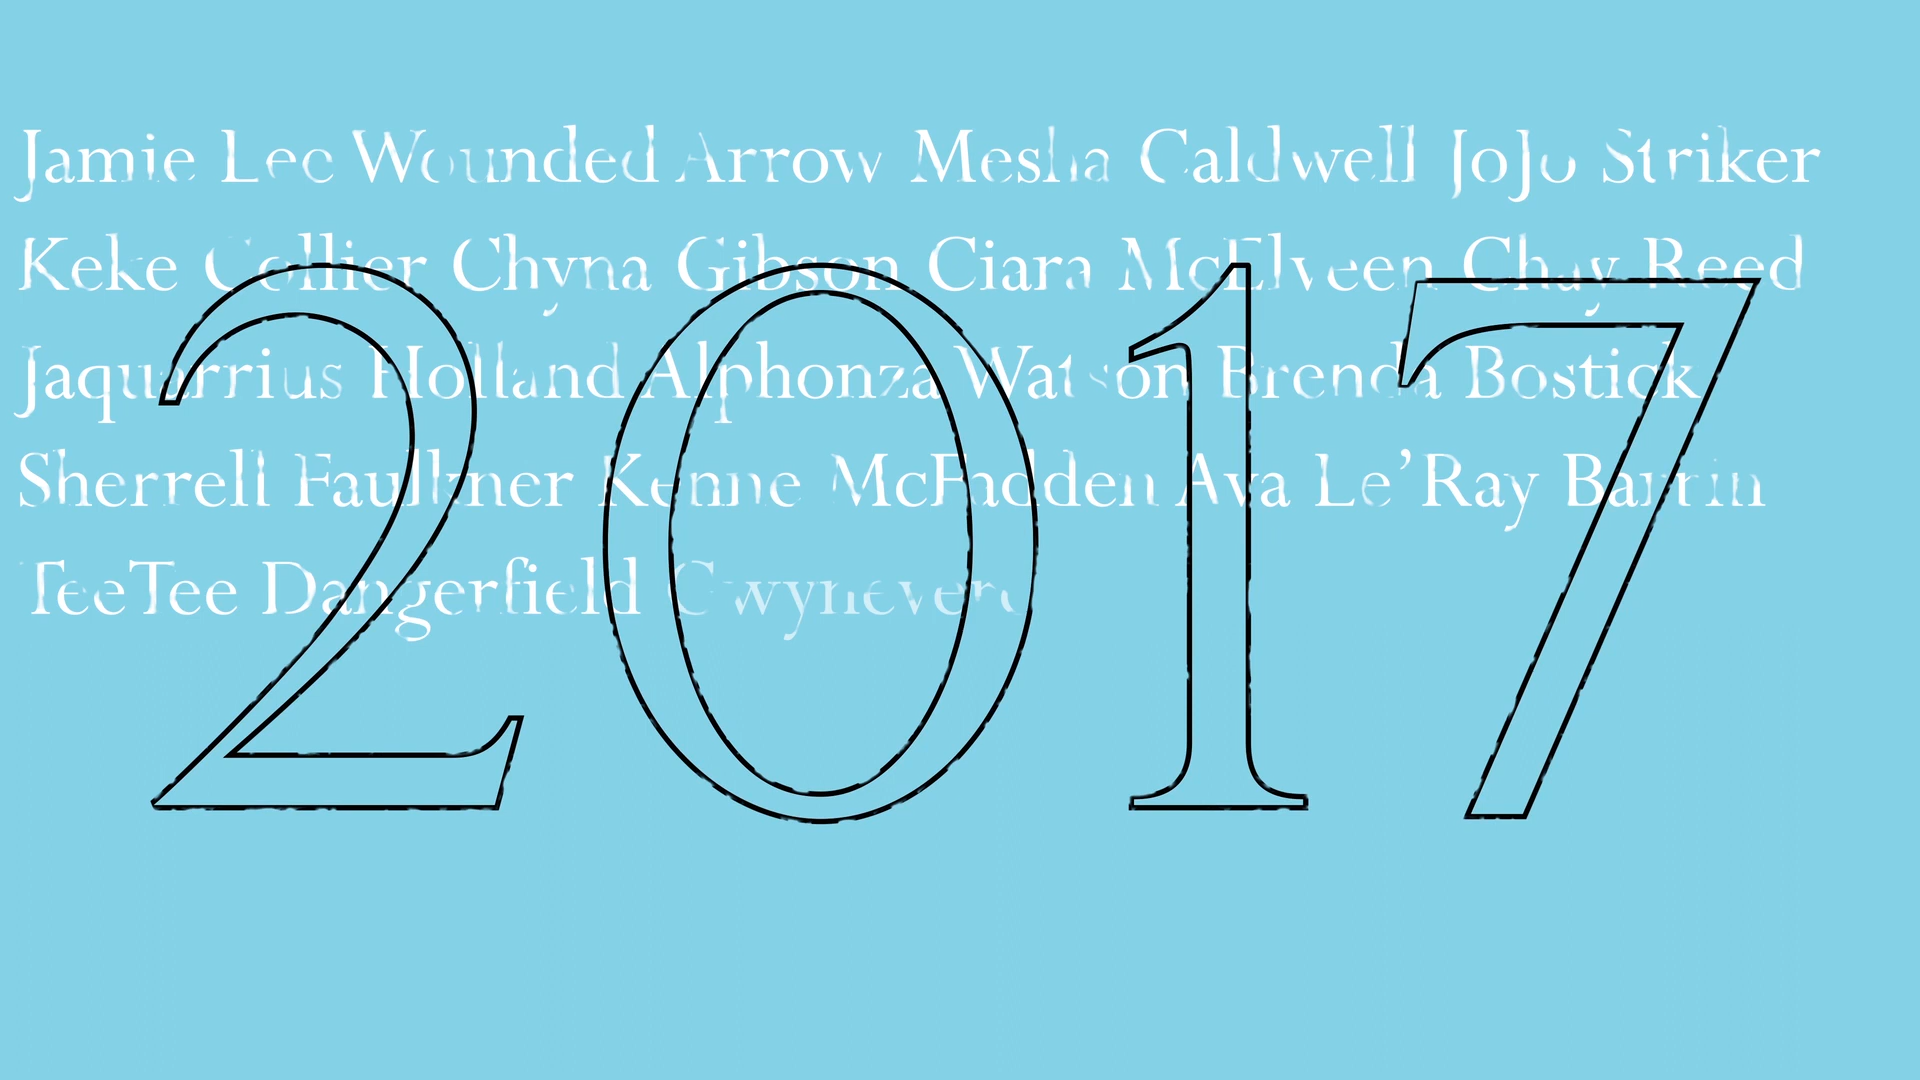 Jamie Lee Wounded Arrow Mesha Caldwell JoJo Striker
Keke Collier Chyna Gibson Ciara McElveen Chay Reed
Jaquarrius Holland Alphonza Watson Brenda Bostick
Sherrell Faulkner Kenne McFadden Ava Le’Ray Barrin
TeeTee Dangerfield Gwynevere
2017